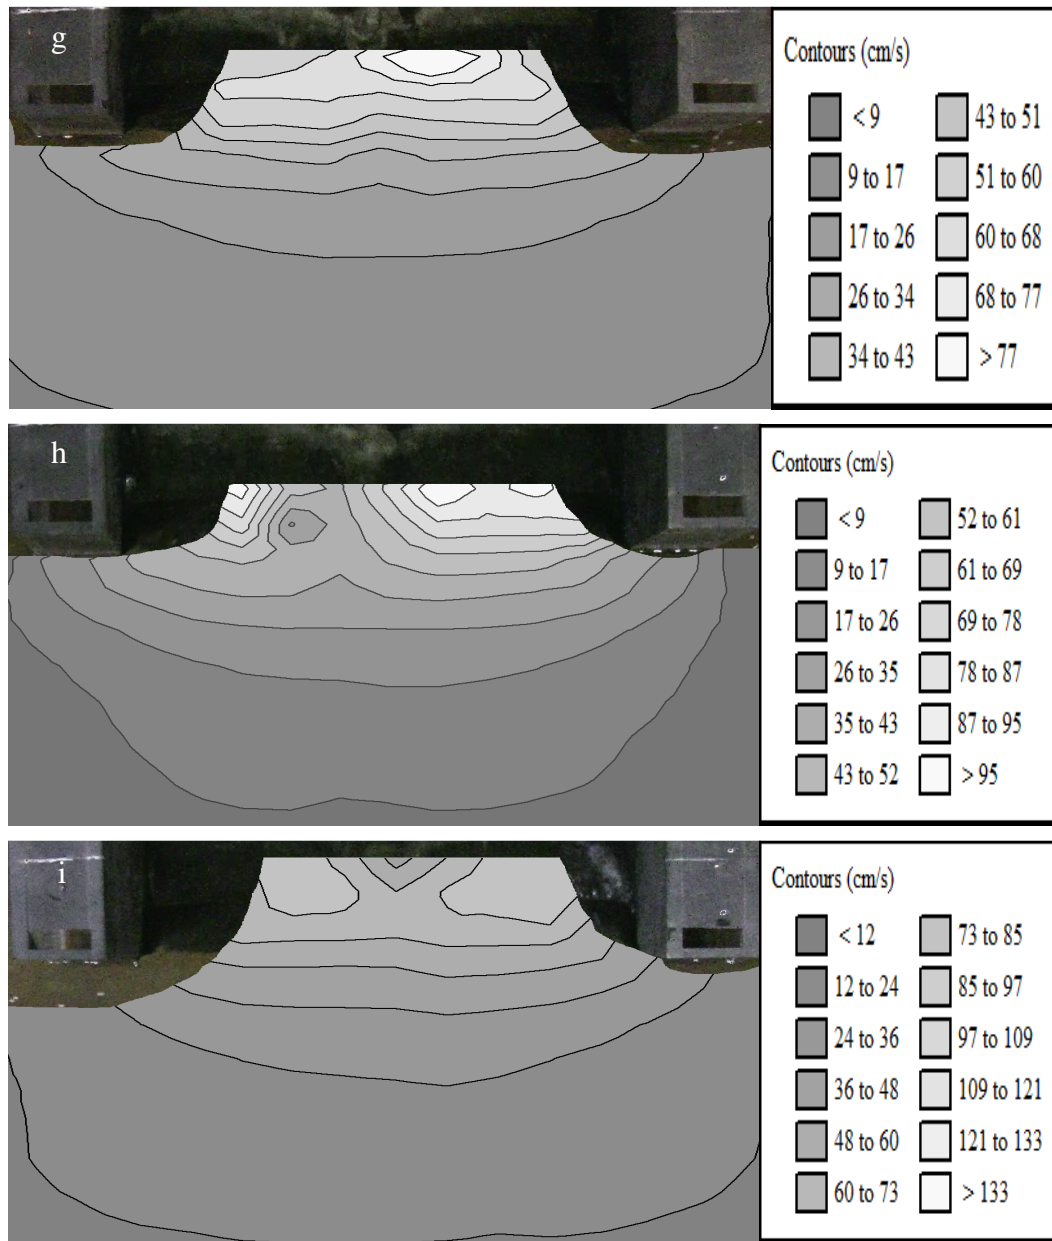 g
Contours (cm/s)
< 9
9 to 17
17 to 26
26 to 34
34 to 43
43 to 51
51 to 60
60 to 68
68 to 77
> 77
h
Contours (cm/s)
< 9
9 to 17
17 to 26
26 to 35
35 to 43
43 to 52
52 to 61
61 to 69
69 to 78
78 to 87
87 to 95
> 95
i
Contours (cm/s)
< 12
12 to 24
24 to 36
36 to 48
48 to 60
60 to 73
73 to 85
85 to 97
97 to 109
109 to 121
121 to 133
> 133